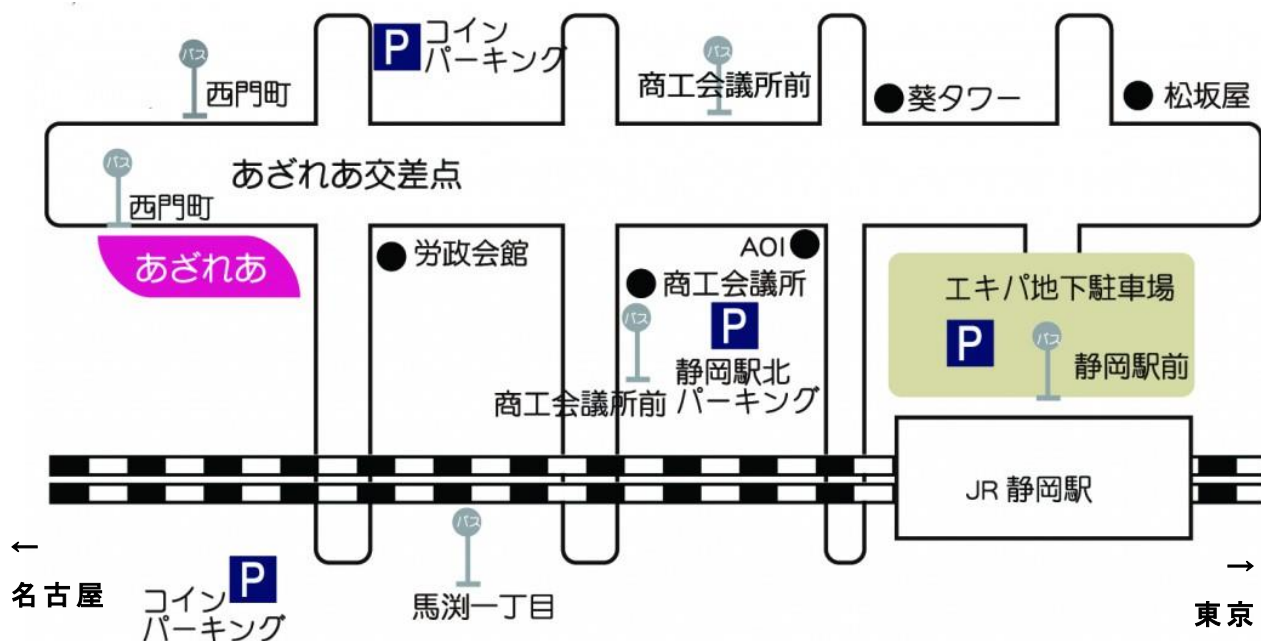 P
コイン
パーキング
バス
西門町
バス
商工会議所前
葵タワー
松坂屋
バス
西門町
あざれあ交差点
あざれあ
労政会館
AOI
商工会議所
バス
商工会議所前
P
静岡駅北
パーキング
エキパ地下駐車場
P
バス
静岡駅前
JR 静岡駅
←
名古屋
P
コイン
パーキング
バス
馬渕一丁目
→
東京